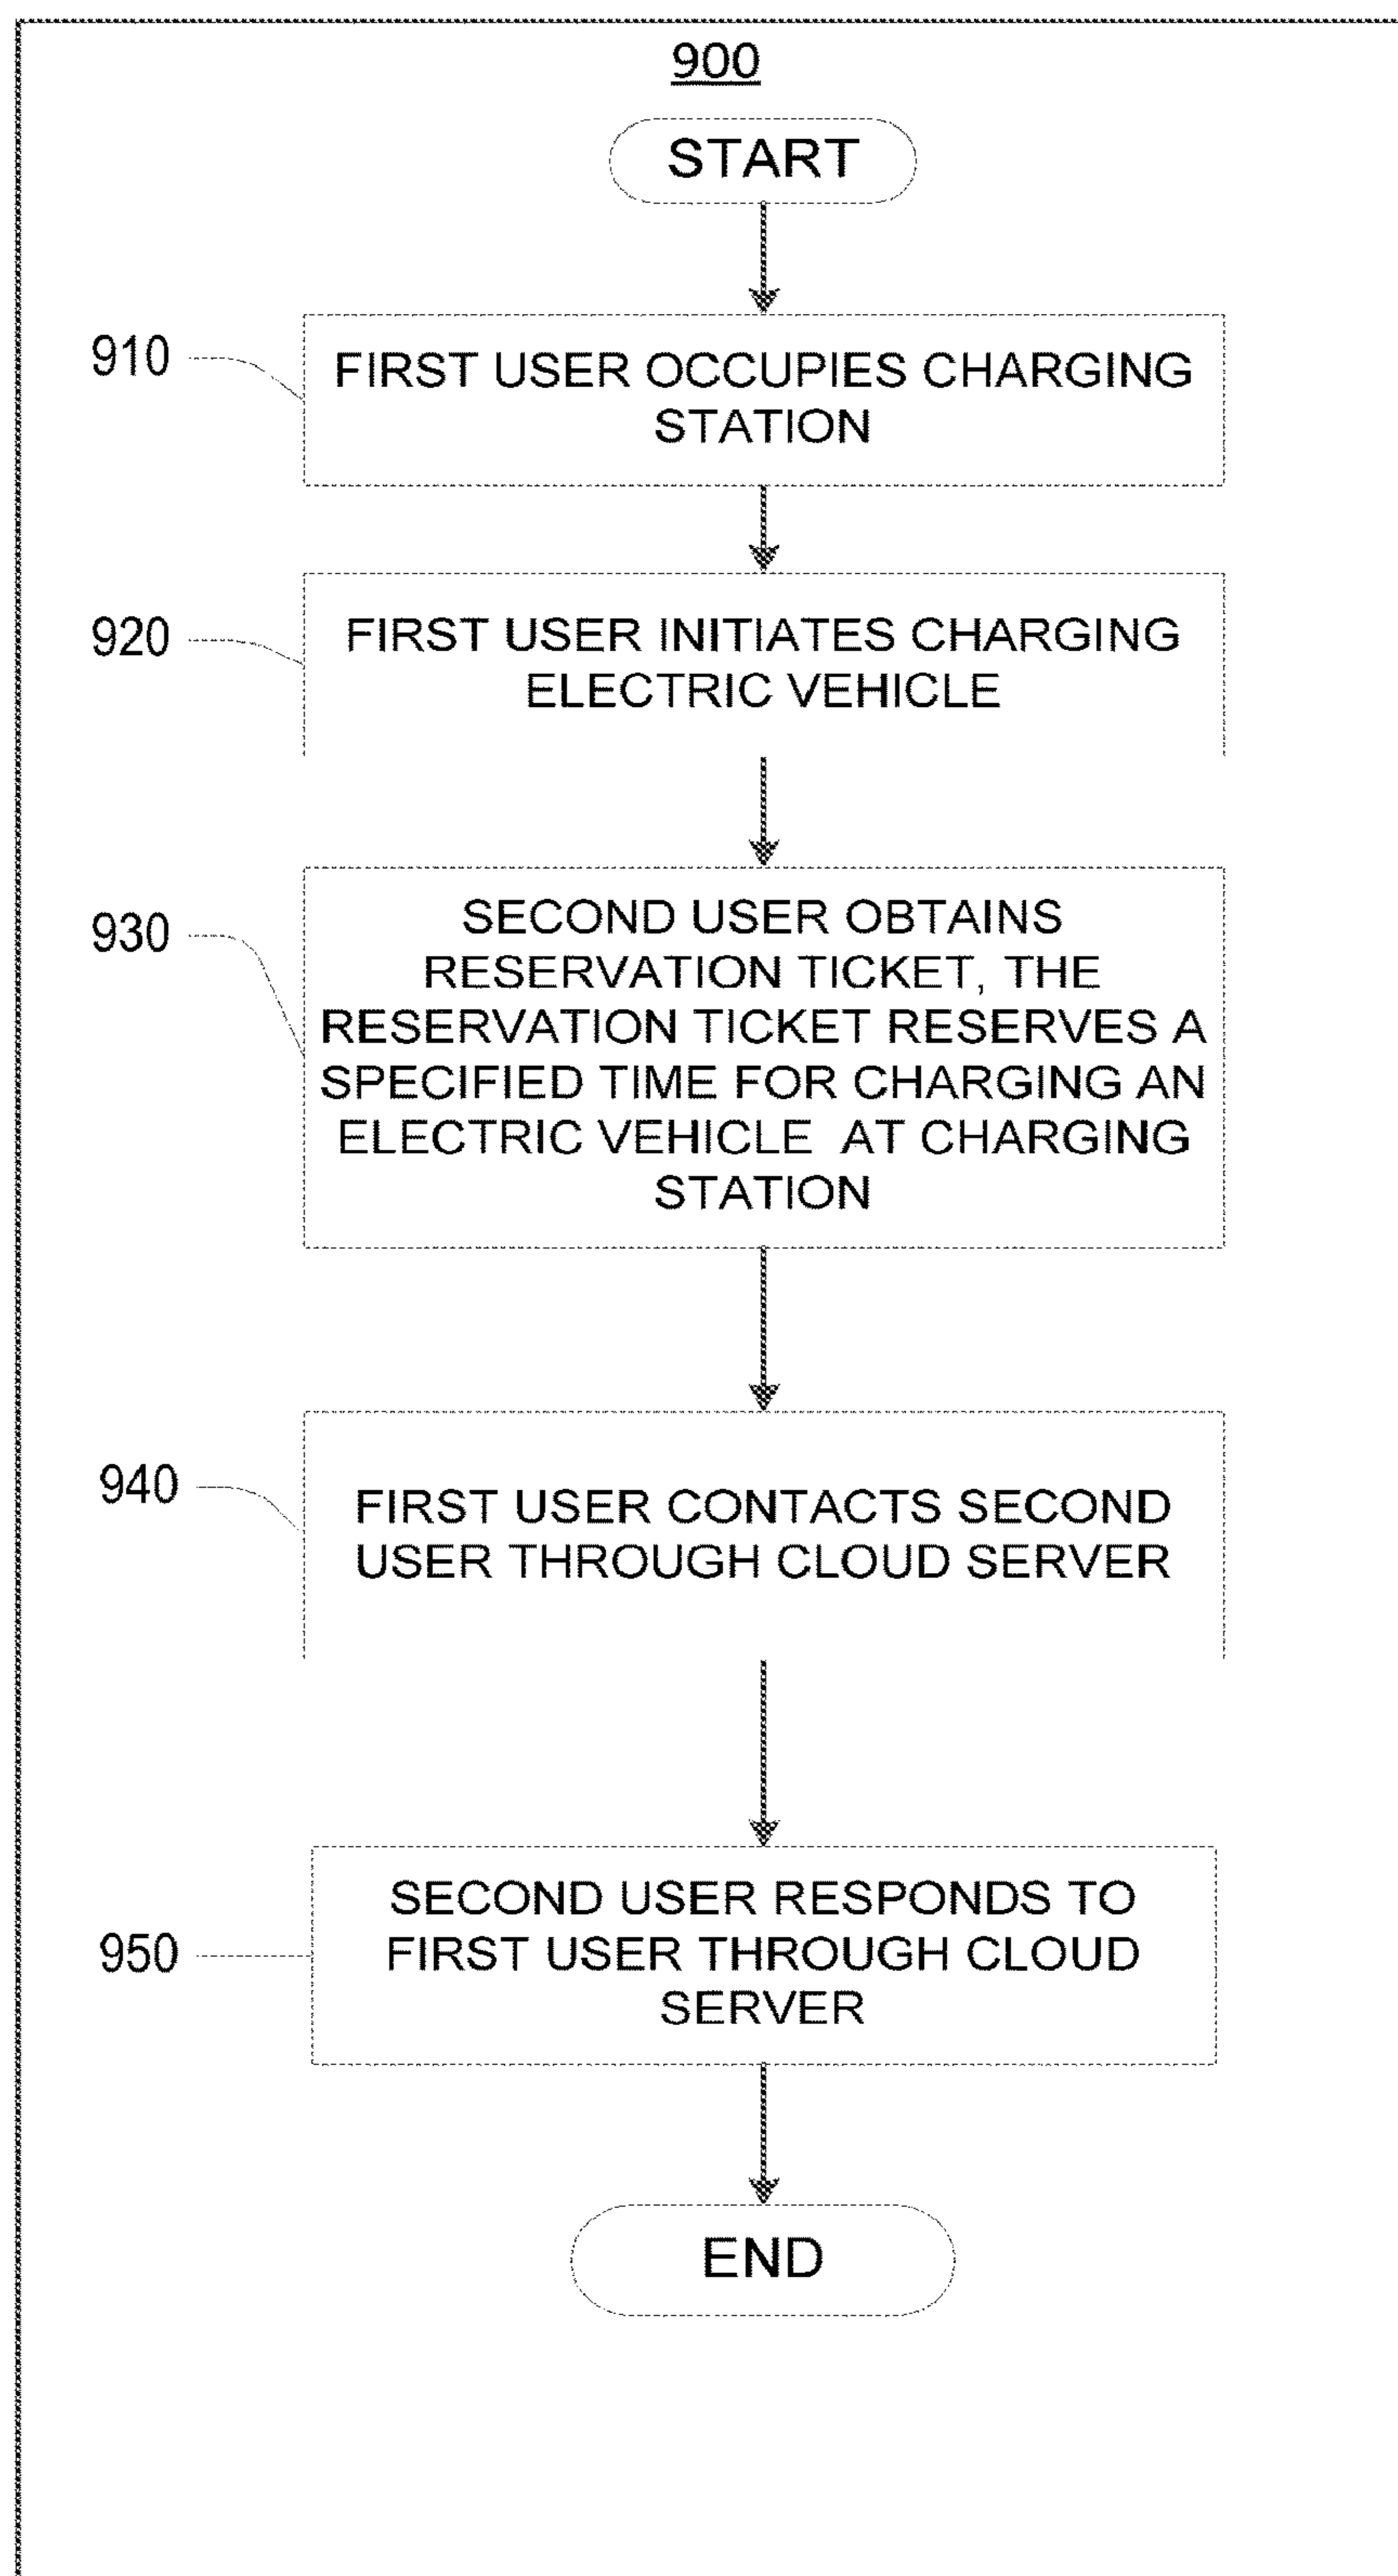 900
START
910
FIRST USER OCCUPIES CHARGING
STATION
920
FIRST USER INITIATES CHARGING
ELECTRIC VEHICLE
930
SECOND USER OBTAINS
RESERVATION TICKET, THE
RESERVATION TICKET RESERVES A
SPECIFIED TIME FOR CHARGING AN
ELECTRIC VEHICLE AT CHARGING
STATION
940
FIRST USER CONTACTS SECOND
USER THROUGH CLOUD SERVER
950
SECOND USER RESPONDS TO
FIRST USER THROUGH CLOUD
SERVER
END